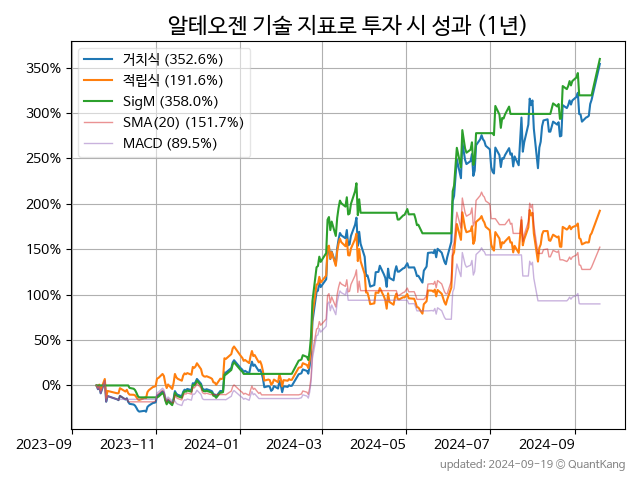 알테오젠 기술 지표로 투자 시 성과 (1년)
거치식 (352.6%)
적립식 (191.6%)
SigM (358.0%)
SMA(20) (151.7%)
MACD (89.5%)
350%
300%
250%
200%
150%
100%
50%
0%
2023-09 2023-11 2024-01 2024-03 2024-05 2024-07 2024-09
updated: 2024-09-19 © QuantKang